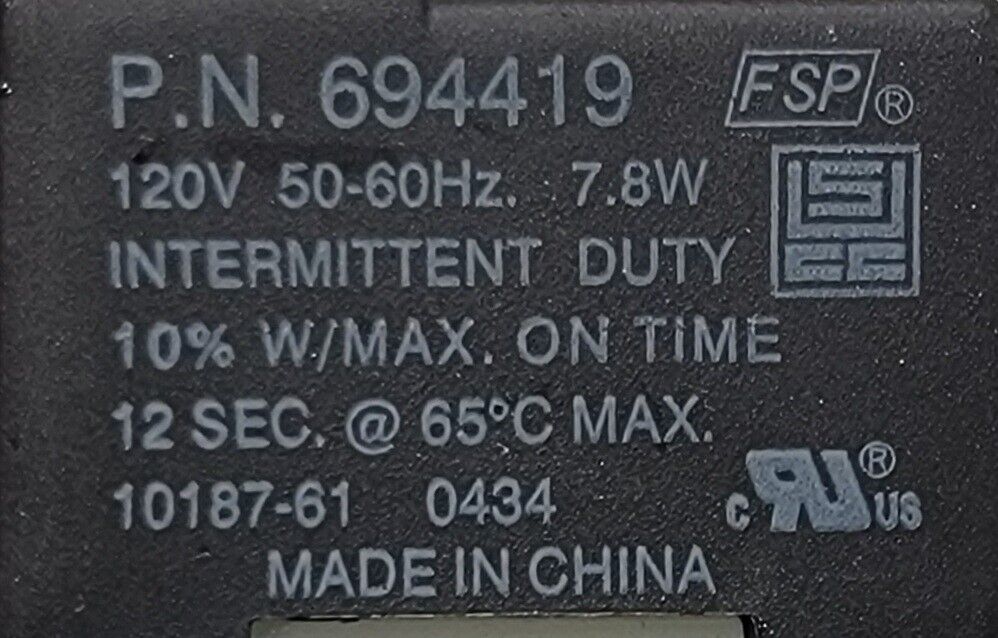 P.N. 694419 FSP®
120V 50-60Hz. 7.8W
INTERMITTENT DUTY
10% W/MAX. ON TIME
12 SEC. @ 65°C MAX.
10187-61 0434 c RU® US
MADE IN CHINA